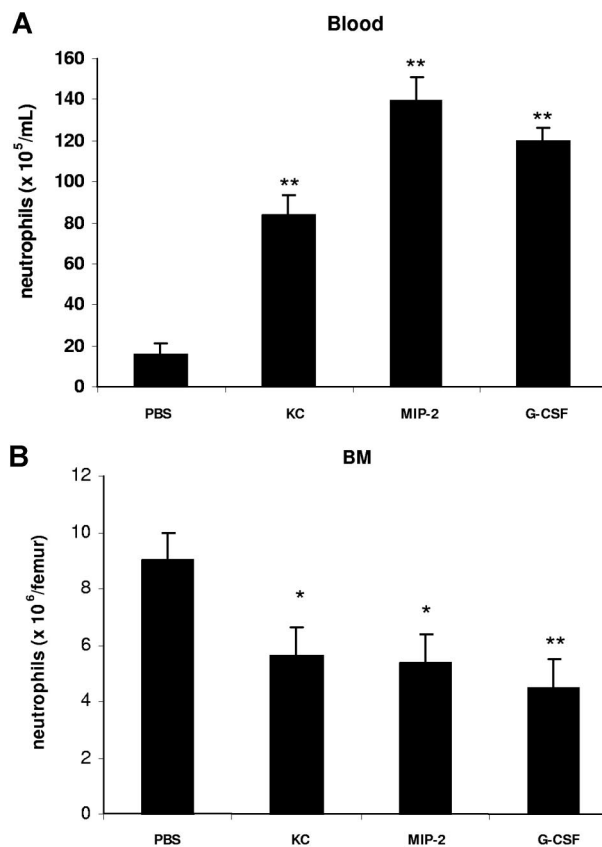 A
Blood
neutrophils (x 10⁵/mL)
160
140
120
100
80
60
40
20
0
**
**
**
PBS KC MIP-2 G-CSF
B
BM
neutrophils (x 10⁶/femur)
12
10
8
6
4
2
0
*
*
**
PBS KC MIP-2 G-CSF